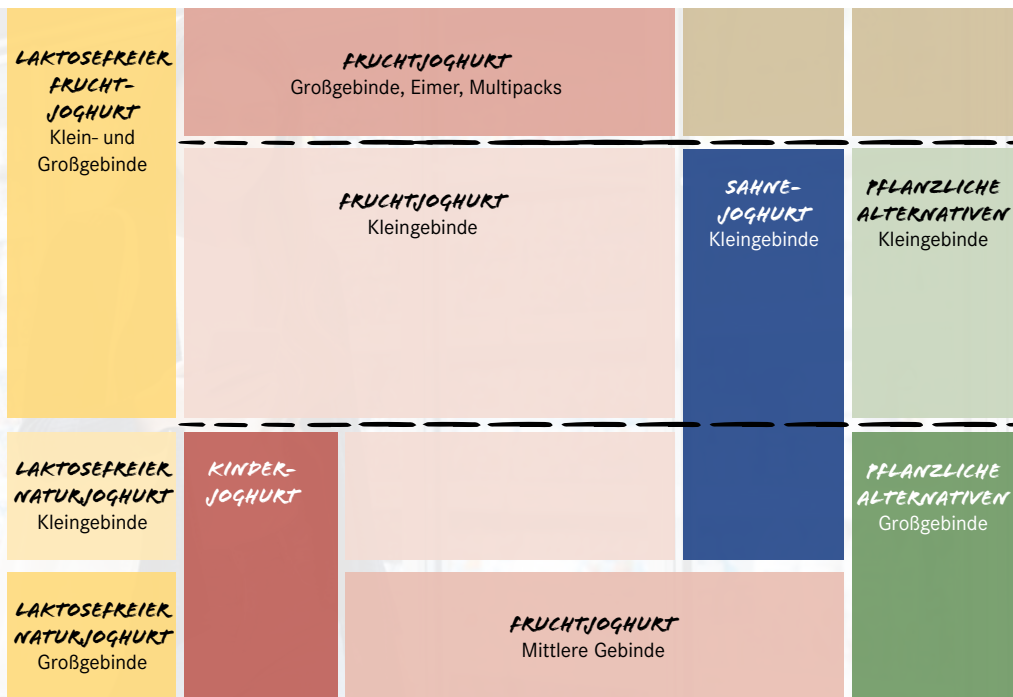 LAKTOSEFREIER
FRUCHT-
JOGHURT
Klein- und
Großgebinde
FRUCHTJOGHURT
Großgebinde, Eimer, Multipacks
FRUCHTJOGHURT
Kleingebinde
SAHNE-
JOGHURT
Kleingebinde
PFLANZLICHE
ALTERNATIVEN
Kleingebinde
LAKTOSEFREIER
NATURJOGHURT
Kleingebinde
KINDER-
JOGHURT
PFLANZLICHE
ALTERNATIVEN
Großgebinde
LAKTOSEFREIER
NATURJOGHURT
Großgebinde
FRUCHTJOGHURT
Mittlere Gebinde